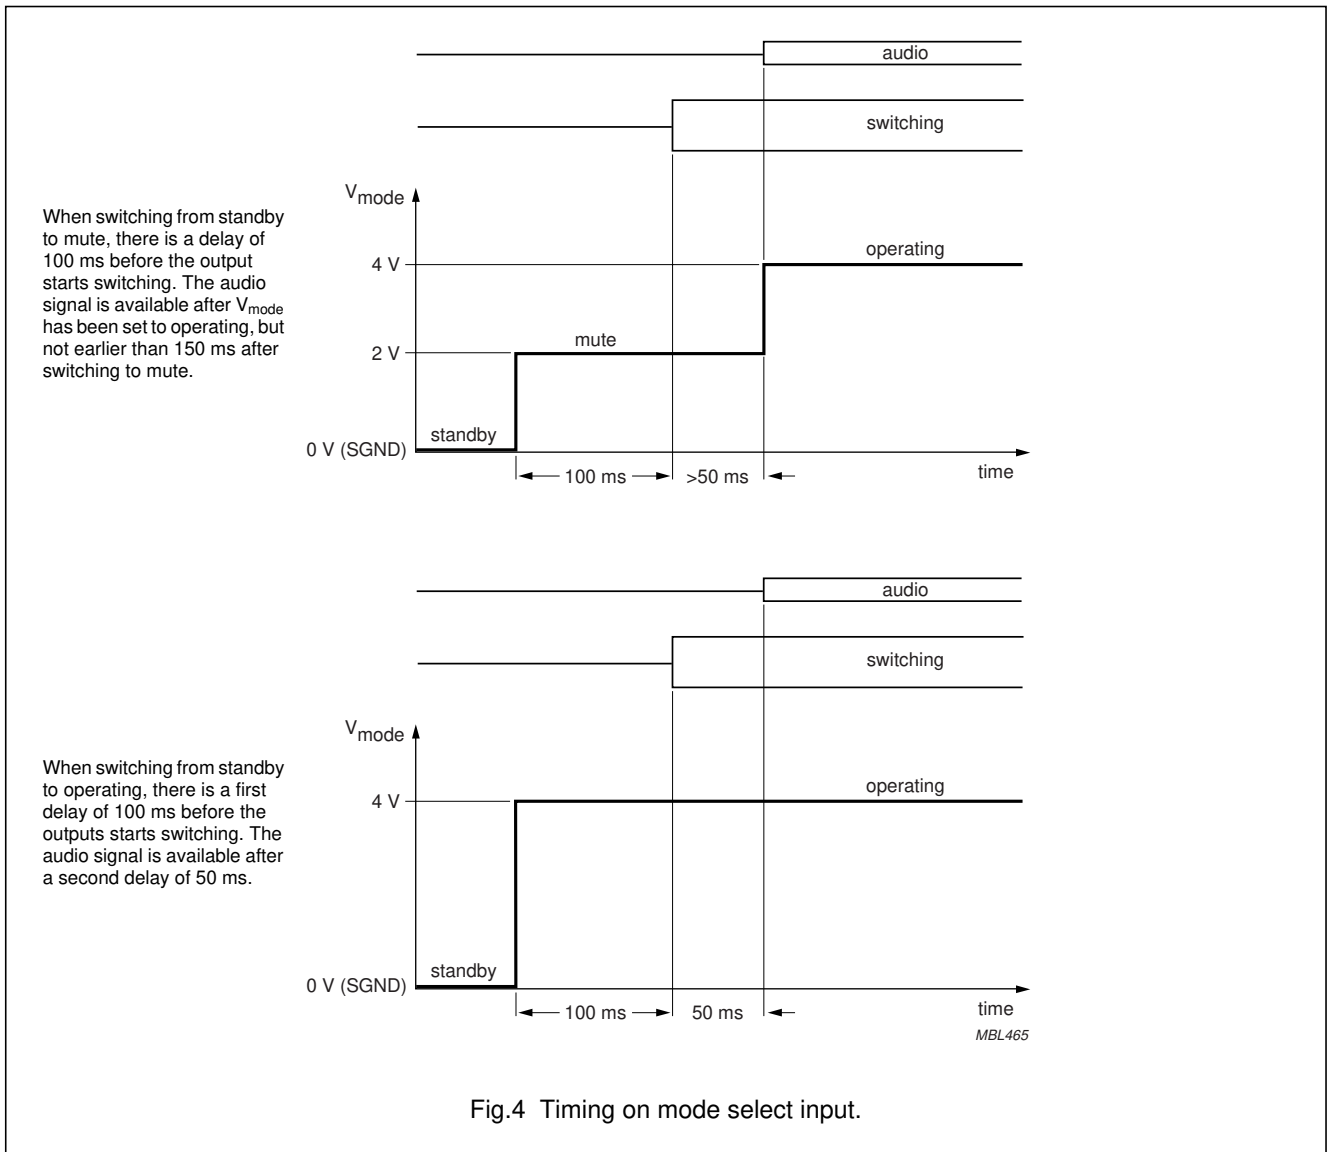 audio
switching
V_mode
When switching from standby
to mute, there is a delay of
100 ms before the output
starts switching. The audio
signal is available after V_mode
has been set to operating, but
not earlier than 150 ms after
switching to mute.
operating
4 V
mute
2 V
standby
0 V (SGND)
100 ms
>50 ms
time
audio
switching
V_mode
When switching from standby
to operating, there is a first
delay of 100 ms before the
outputs starts switching. The
audio signal is available after
a second delay of 50 ms.
operating
4 V
standby
0 V (SGND)
100 ms
50 ms
time
MBL465
Fig.4 Timing on mode select input.